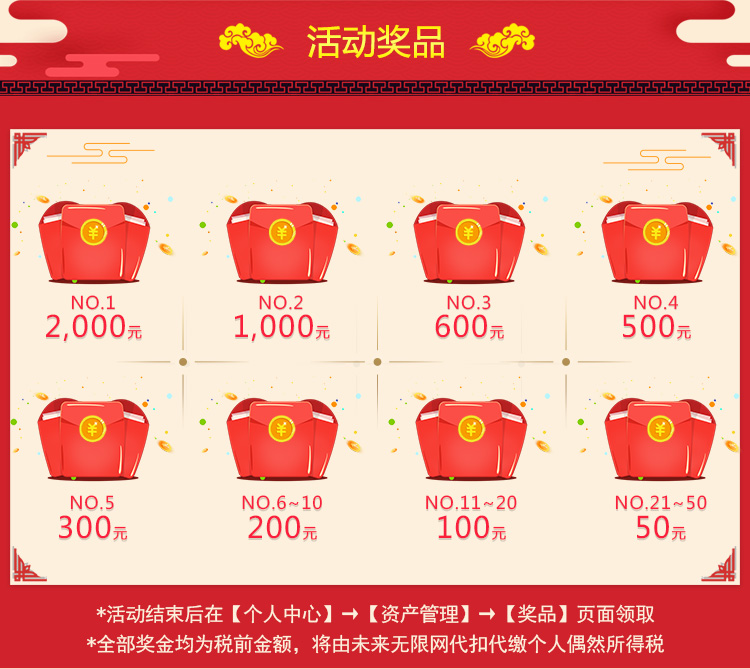 活动奖品
NO.1
2,000元
NO.2
1,000元
NO.3
600元
NO.4
500元
NO.5
300元
NO.6~10
200元
NO.11~20
100元
NO.21~50
50元
*活动结束后在【个人中心】→【资产管理】→【奖品】页面领取
*全部奖金均为税前金额，将由未来无限网代扣代缴个人偶然所得税